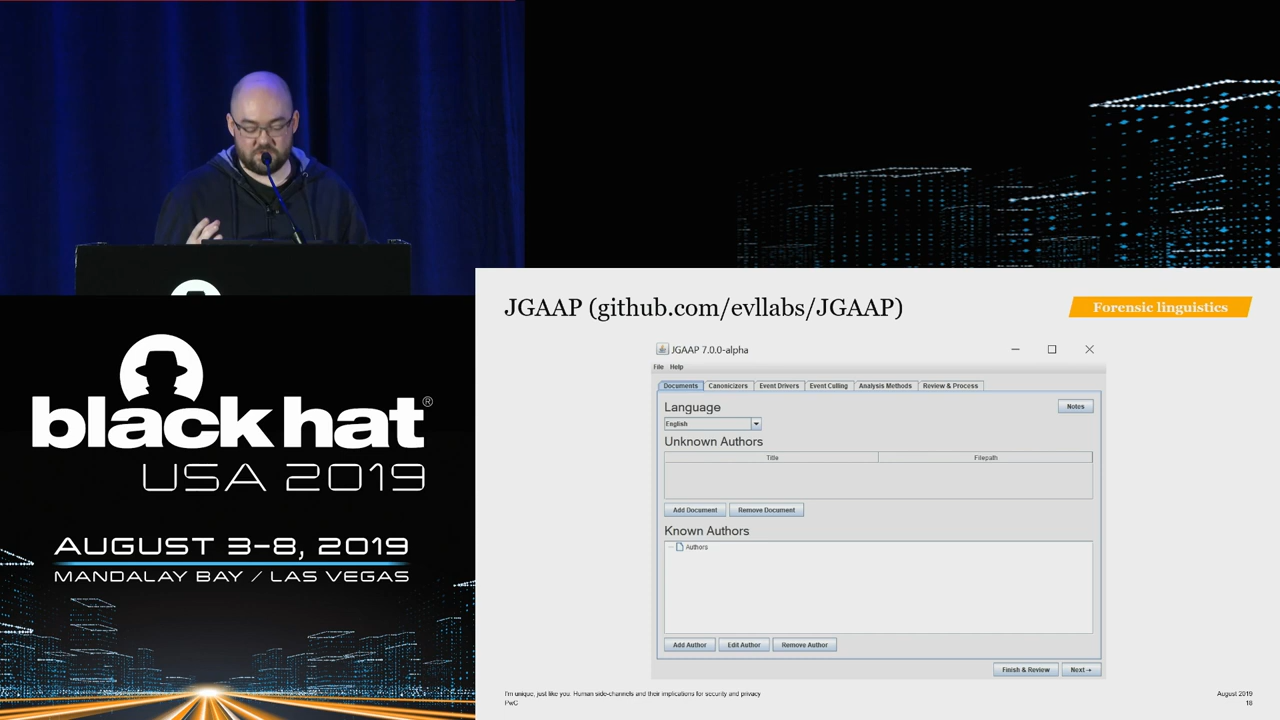 black hat®
USA 2019
AUGUST 3-8, 2019
MANDALAY BAY / LAS VEGAS
JGAAP (github.com/evllabs/JGAAP)
Forensic linguistics
JGAAP 7.0.0-alpha
File Help
Documents Canonicizers Event Drivers Event Culling Analysis Methods Review & Process
Language
Notes
English
Unknown Authors
Title Filepath
Add Document Remove Document
Known Authors
Authors
Add Author Edit Author Remove Author
Finish & Review Next→
I'm unique, just like you: Human side-channels and their implications for security and privacy
PwC
August 2019
18